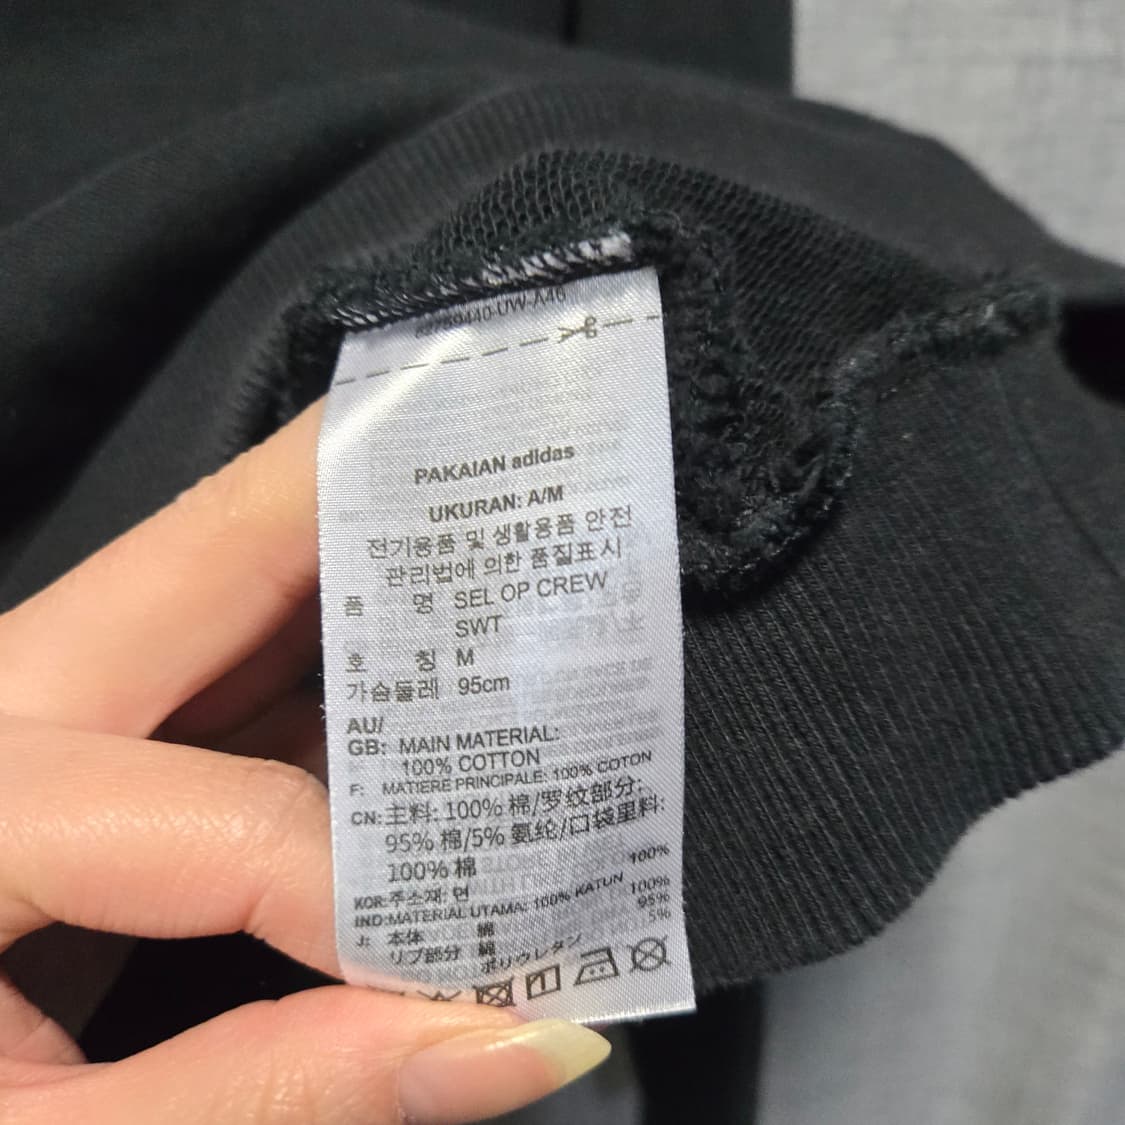 PAKAIAN adidas
UKURAN: A/M
전기용품 및 생활용품 안전
관리법에 의한 품질표시
품 명 SEL OP CREW
SWT
호 칭 M
가슴둘레 95cm
AU/
GB: MAIN MATERIAL:
100% COTTON
F: MATIERE PRINCIPALE: 100% COTON
CN: 主料: 100% 棉/罗纹部分:
95% 棉/5% 氨纶/口袋里料:
100% 棉
KOR:주소재: 면 100%
IND:MATERIAL UTAMA: 100% KATUN
J: 本体 綿 100%
リブ部分 綿 95%
ポリウレタン 5%